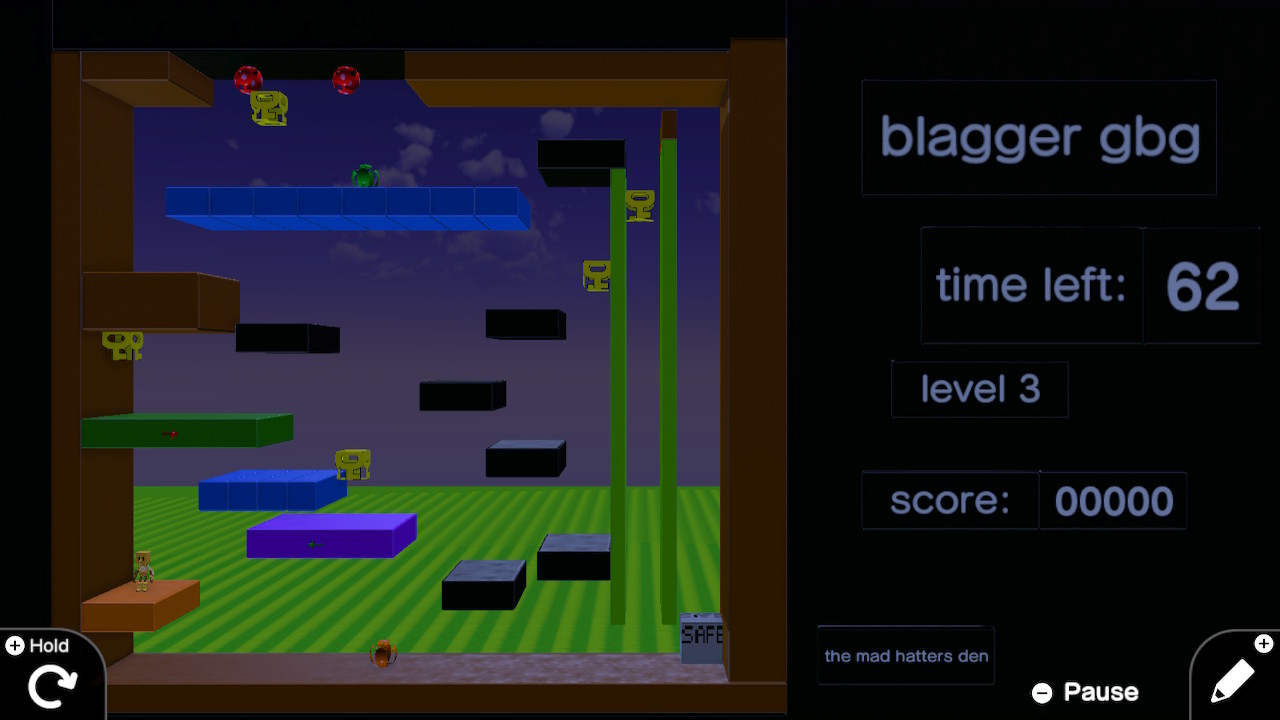 blagger gbg
time left: 62
level 3
score: 00000
SAFE
the mad hatters den
Hold
Pause